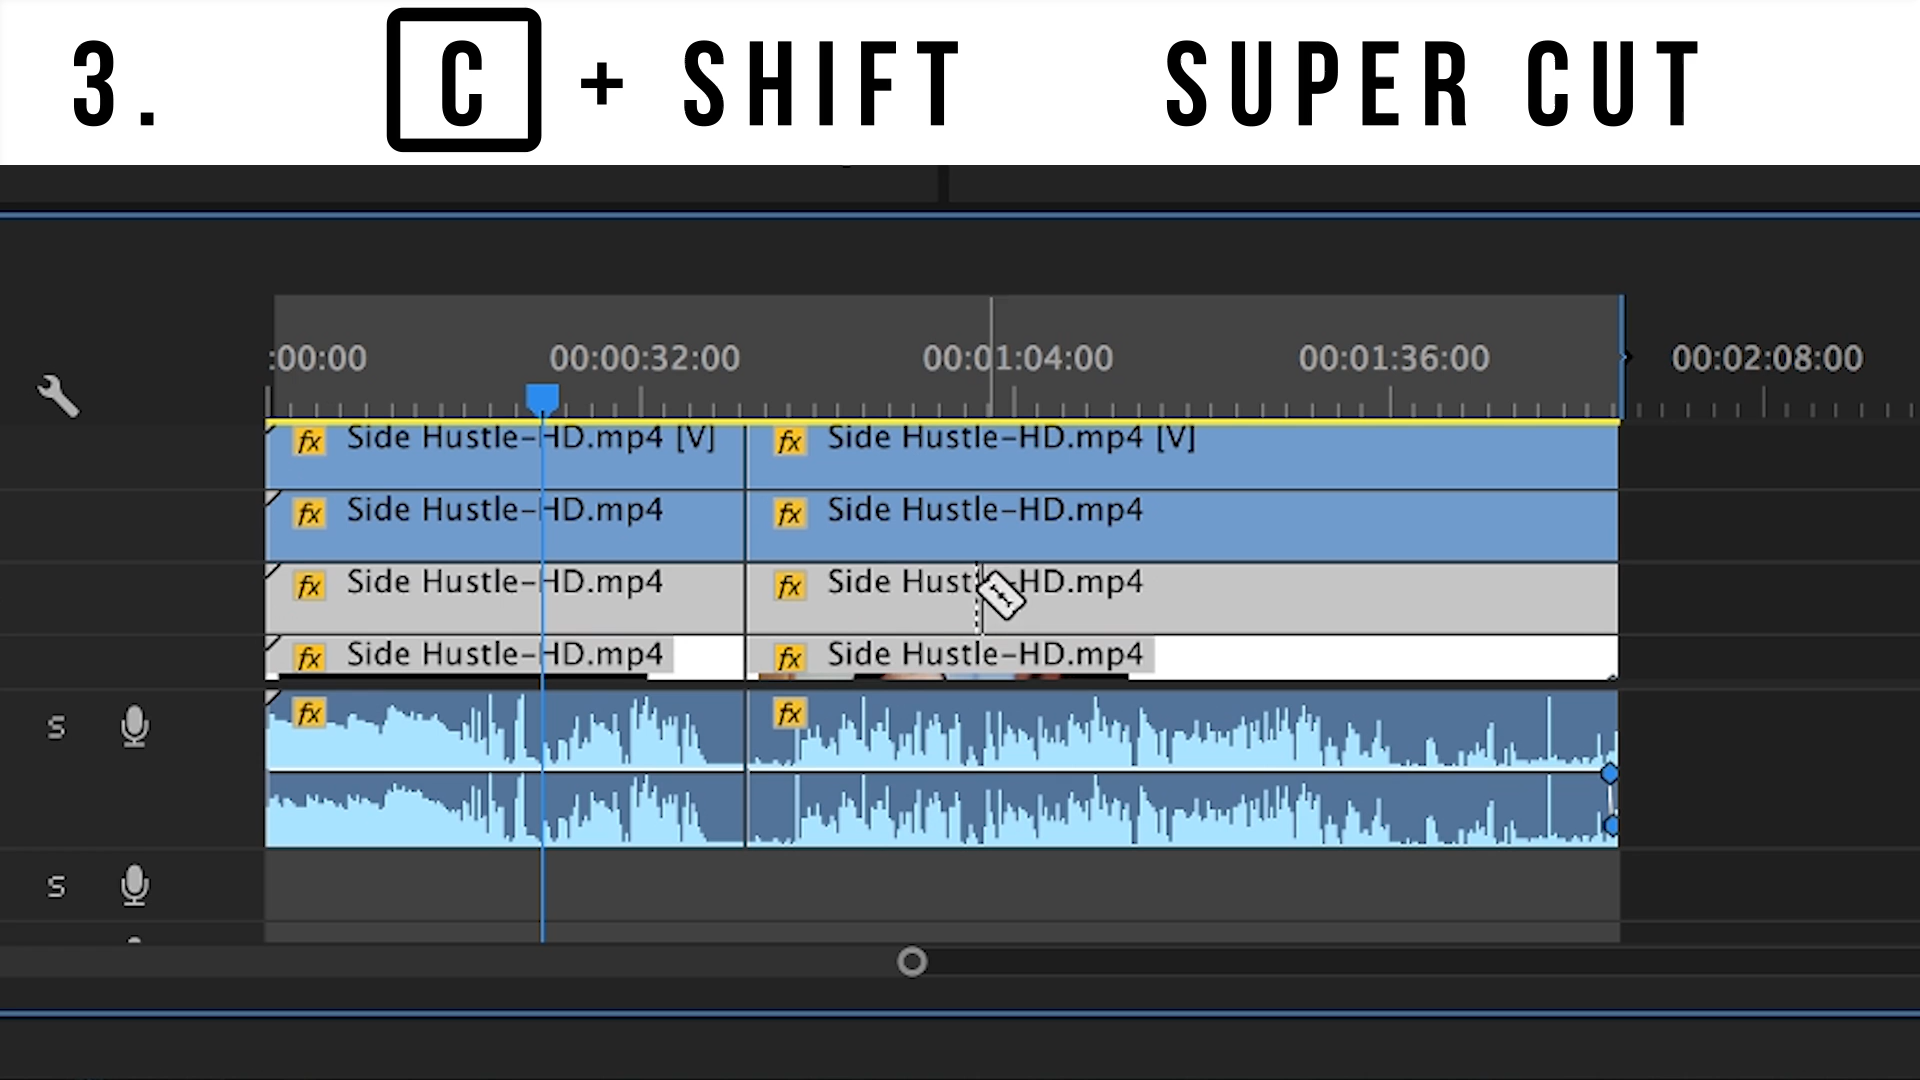 3. C + SHIFT SUPER CUT
:00:00 00:00:32:00 00:01:04:00 00:01:36:00 00:02:08:00
fx Side Hustle-HD.mp4 [V] fx Side Hustle-HD.mp4 [V]
fx Side Hustle-HD.mp4 fx Side Hustle-HD.mp4
fx Side Hustle-HD.mp4 fx Side Hustle-HD.mp4
fx Side Hustle-HD.mp4 fx Side Hustle-HD.mp4
S fx fx
S